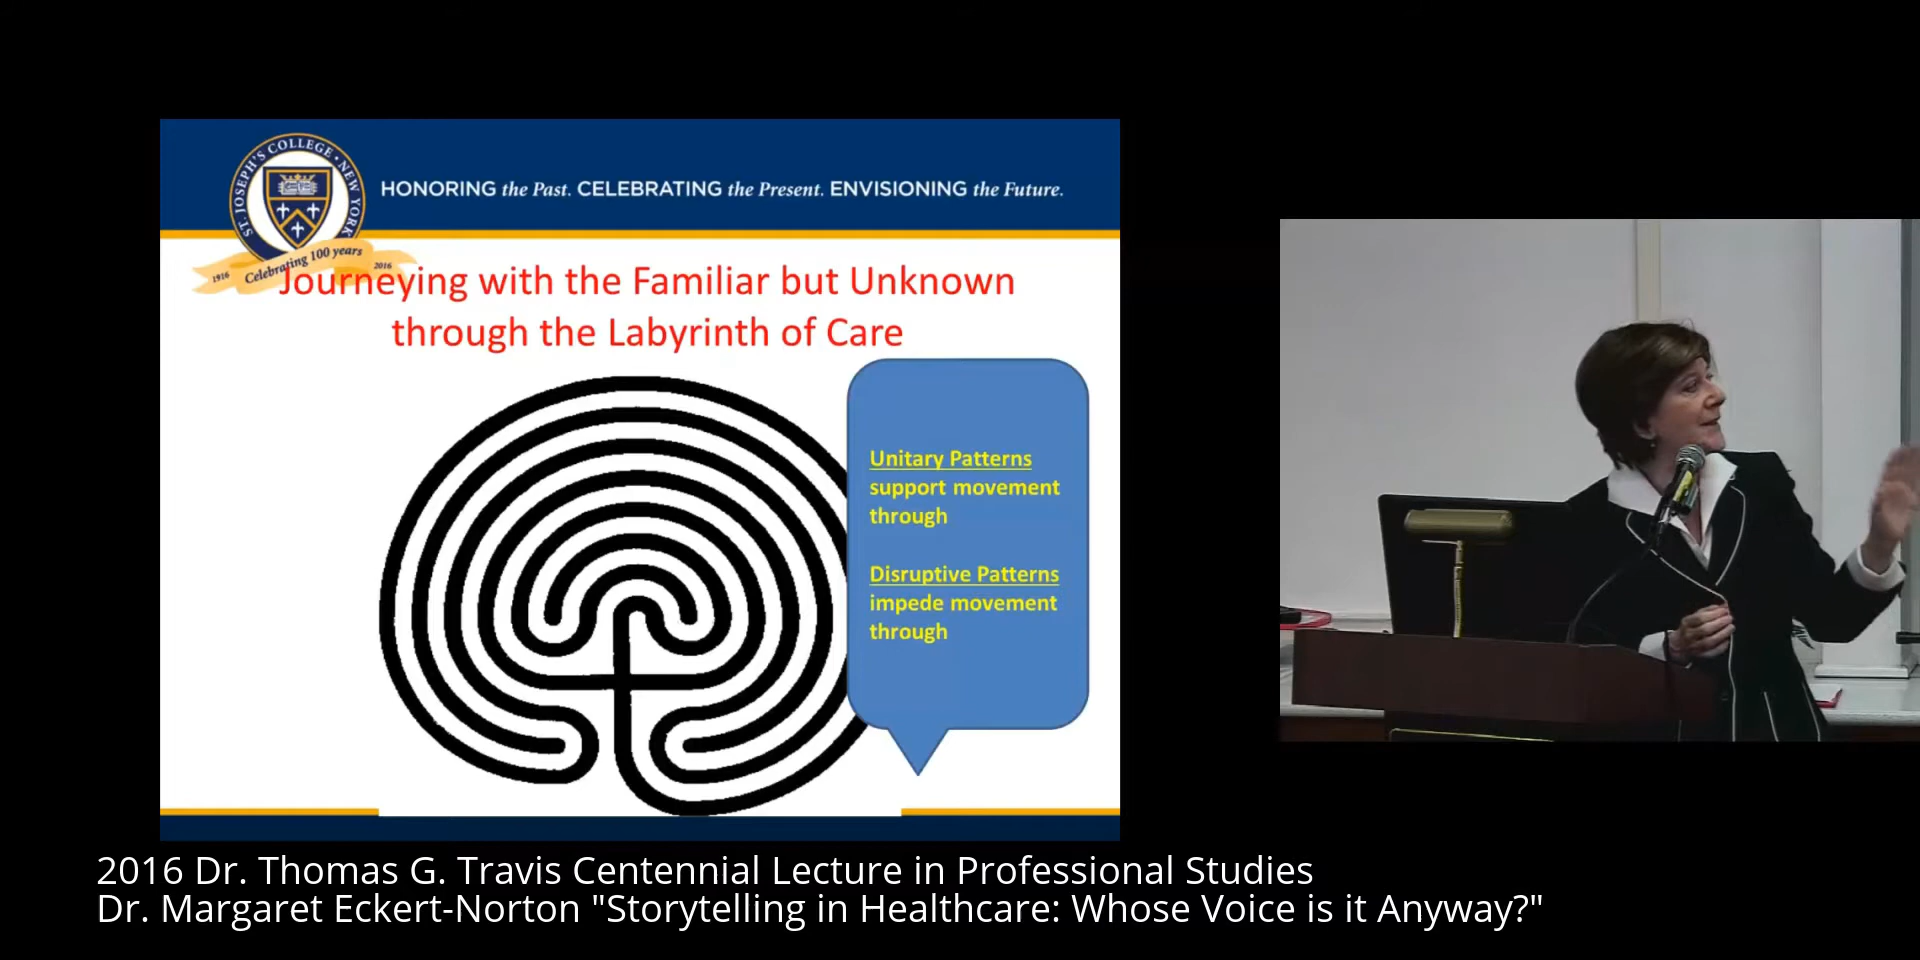 ST. JOSEPH'S COLLEGE • NEW YORK
1916 Celebrating 100 years 2016
HONORING the Past. CELEBRATING the Present. ENVISIONING the Future.
Journeying with the Familiar but Unknown
through the Labyrinth of Care
Unitary Patterns
support movement
through
Disruptive Patterns
impede movement
through
2016 Dr. Thomas G. Travis Centennial Lecture in Professional Studies
Dr. Margaret Eckert-Norton "Storytelling in Healthcare: Whose Voice is it Anyway?"